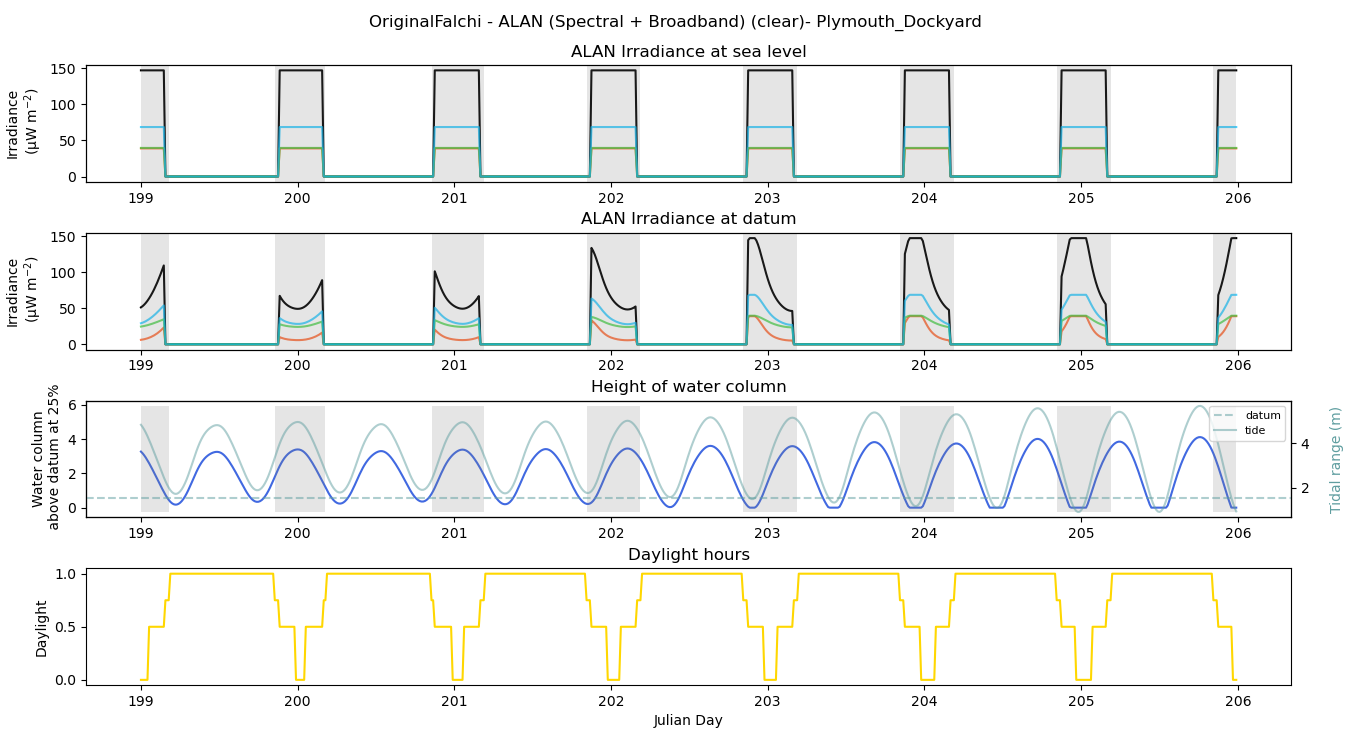 OriginalFalchi - ALAN (Spectral + Broadband) (clear)- Plymouth_Dockyard
ALAN Irradiance at sea level
Irradiance
(μW m⁻²)
150
100
50
0
199 200 201 202 203 204 205 206
ALAN Irradiance at datum
Irradiance
(μW m⁻²)
150
100
50
0
199 200 201 202 203 204 205 206
Height of water column
Water column
above datum at 25%
6
4
2
0
datum
tide
4
2
Tidal range (m)
199 200 201 202 203 204 205 206
Daylight hours
Daylight
1.0
0.5
0.0
199 200 201 202 203 204 205 206
Julian Day